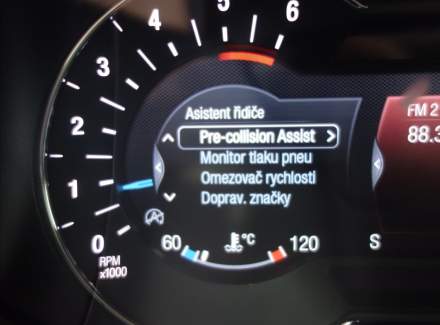 5
6
4
3
2
1
0
RPM
x1000
Asistent řidiče
Pre-collision Assist
Monitor tlaku pneu
Omezovač rychlosti
Doprav. značky
60
°C
120
S
FM 2
88.3